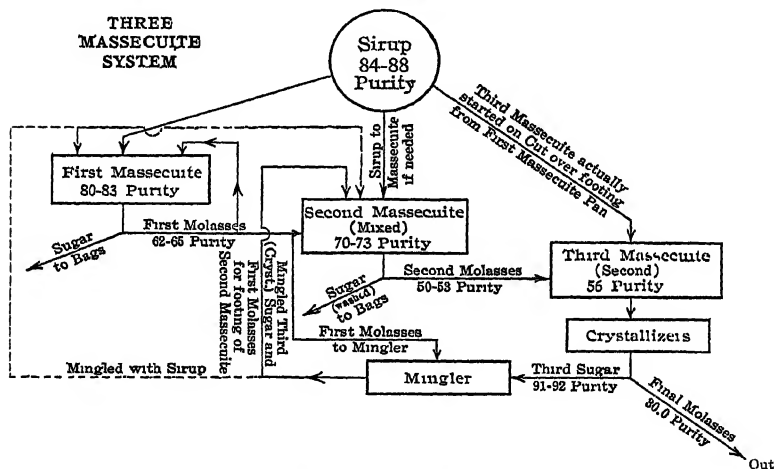 THREE
MASSECUITE
SYSTEM
Sirup
84-88
Purity
Third Massecuite actually
started on Cut over footing
from First Massecuite Pan
Sirup to
Massecuite
if needed
First Massecuite
80-83 Purity
First Molasses
62-65 Purity
Sugar
to Bags
Second Massecuite
(Mixed)
70-73 Purity
Third Massecuite
(Second)
56 Purity
Second Molasses
50-53 Purity
Sugar
(washed)
to Bags
Mingled Third
(Cryst.) Sugar and
First Molasses
for footing of
Second Massecuite
First Molasses
to Mingler
Crystallizers
Mingled with Sirup
Mingler
Third Sugar
91-92 Purity
Final Molasses
30.0 Purity
Out